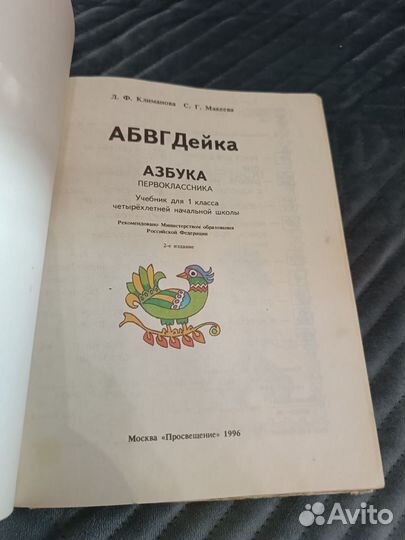 Л. Ф. Климанова С. Г. Макеева
АБВГДейка
АЗБУКА
ПЕРВОКЛАССНИКА
Учебник для 1 класса
четырёхлетней начальной школы
Рекомендовано Министерством образования
Российской Федерации
2-е издание
Москва «Просвещение» 1996
Avito